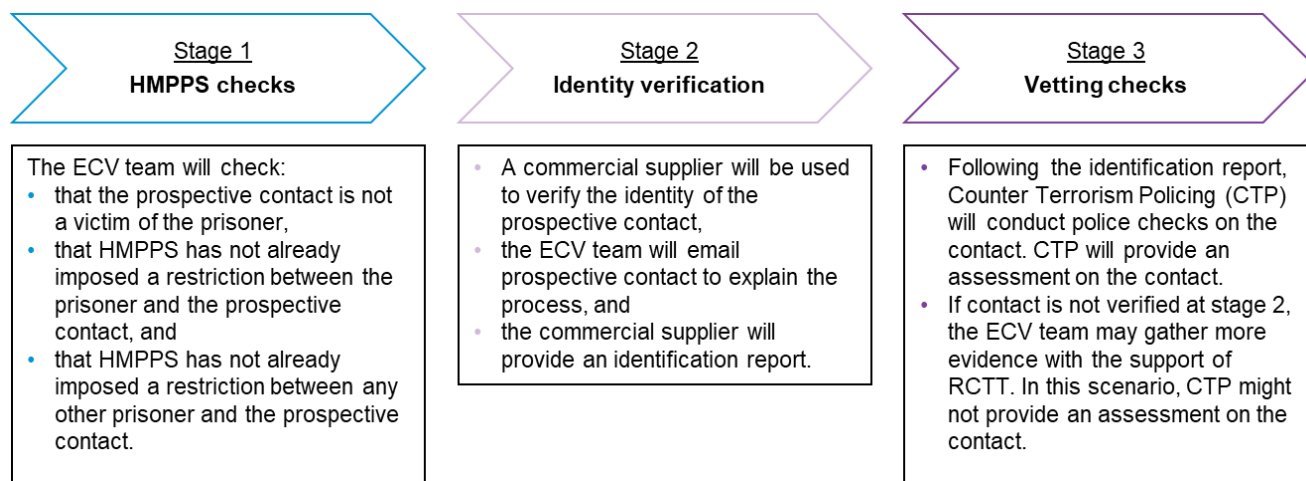 Stage 1
HMPPS checks
Stage 2
Identity verification
Stage 3
Vetting checks
The ECV team will check:
• that the prospective contact is not
a victim of the prisoner,
• that HMPPS has not already
imposed a restriction between the
prisoner and the prospective
contact, and
• that HMPPS has not already
imposed a restriction between any
other prisoner and the prospective
contact.
• A commercial supplier will be used
to verify the identity of the
prospective contact,
• the ECV team will email
prospective contact to explain the
process, and
• the commercial supplier will
provide an identification report.
• Following the identification report,
Counter Terrorism Policing (CTP)
will conduct police checks on the
contact. CTP will provide an
assessment on the contact.
• If contact is not verified at stage 2,
the ECV team may gather more
evidence with the support of
RCTT. In this scenario, CTP might
not provide an assessment on the
contact.